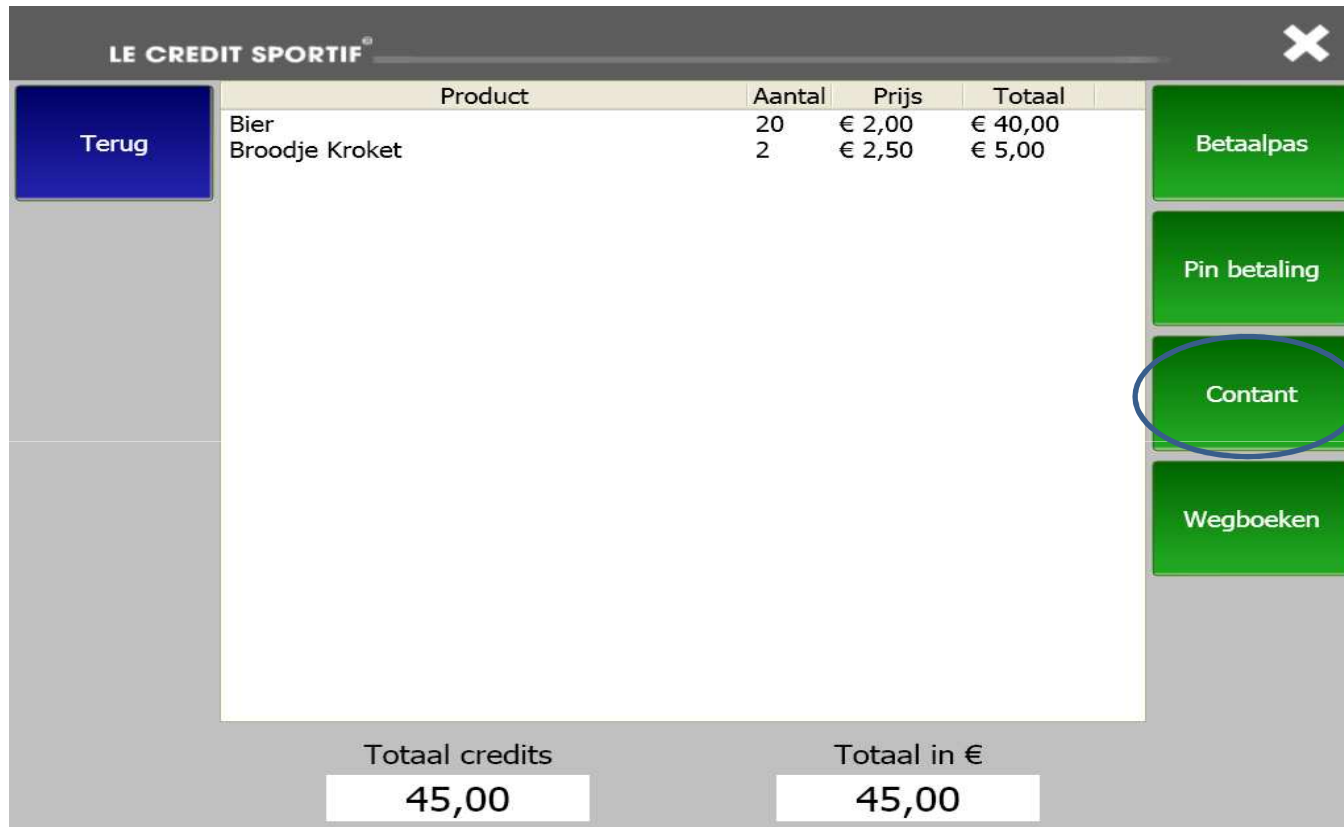 LE CREDIT SPORTIF®
Terug
Product Aantal Prijs Totaal
Bier 20 € 2,00 € 40,00
Broodje Kroket 2 € 2,50 € 5,00
Betaalpas
Pin betaling
Contant
Wegboeken
Totaal credits Totaal in €
45,00 45,00